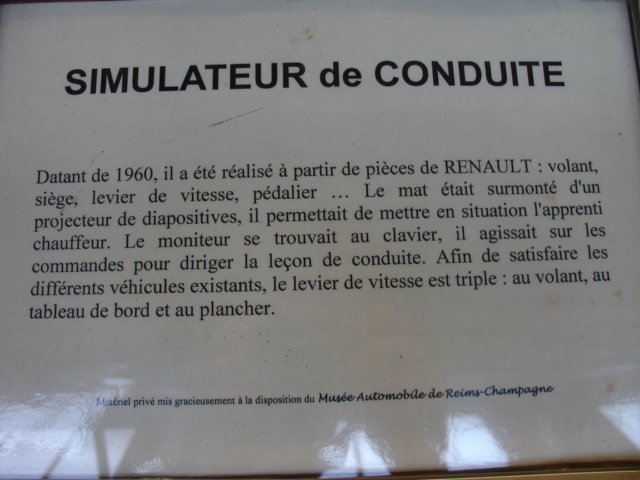 SIMULATEUR de CONDUITE
Datant de 1960, il a été réalisé à partir de pièces de RENAULT : volant,
siège, levier de vitesse, pédalier ... Le mat était surmonté d'un
projecteur de diapositives, il permettait de mettre en situation l'apprenti
chauffeur. Le moniteur se trouvait au clavier, il agissait sur les
commandes pour diriger la leçon de conduite. Afin de satisfaire les
différents véhicules existants, le levier de vitesse est triple : au volant, au
tableau de bord et au plancher.
Matériel privé mis gracieusement à la disposition du Musée Automobile de Reims-Champagne